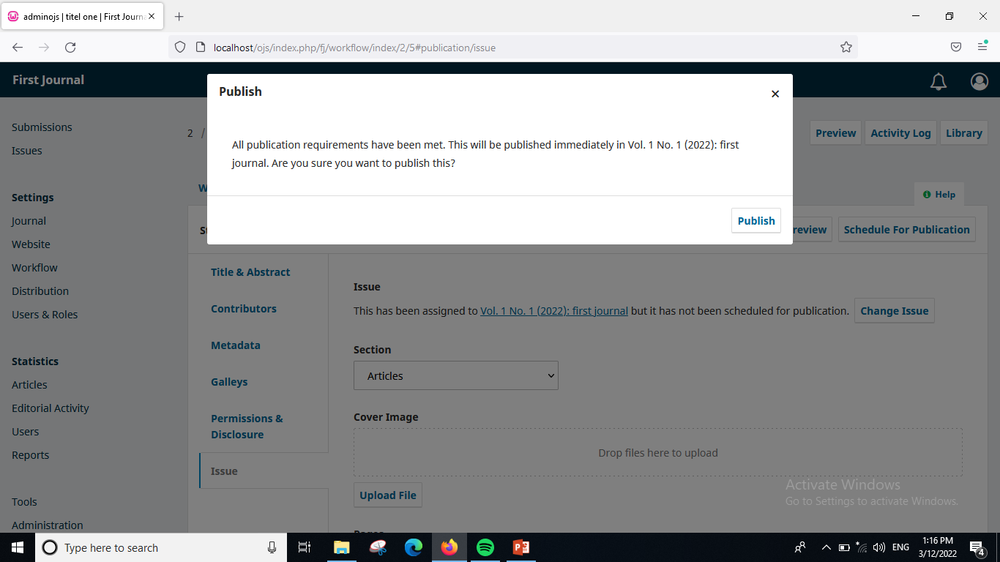 adminojs | titel one | First Journa
localhost/ojs/index.php/fj/workflow/index/2/5#publication/issue
First Journal
Publish
All publication requirements have been met. This will be published immediately in Vol. 1 No. 1 (2022): first
journal. Are you sure you want to publish this?
Publish
Submissions
Issues
Settings
Journal
Website
Workflow
Distribution
Users & Roles
Statistics
Articles
Editorial Activity
Users
Reports
Tools
Administration
2 /
Preview
Activity Log
Library
W
Help
St
review
Schedule For Publication
Title & Abstract
Contributors
Metadata
Galleys
Permissions &
Disclosure
Issue
Issue
This has been assigned to Vol. 1 No. 1 (2022): first journal but it has not been scheduled for publication. Change Issue
Section
Articles
Cover Image
Drop files here to upload
Upload File
Pages
Activate Windows
Go to Settings to activate Windows.
Type here to search
ENG
1:16 PM
3/12/2022
4